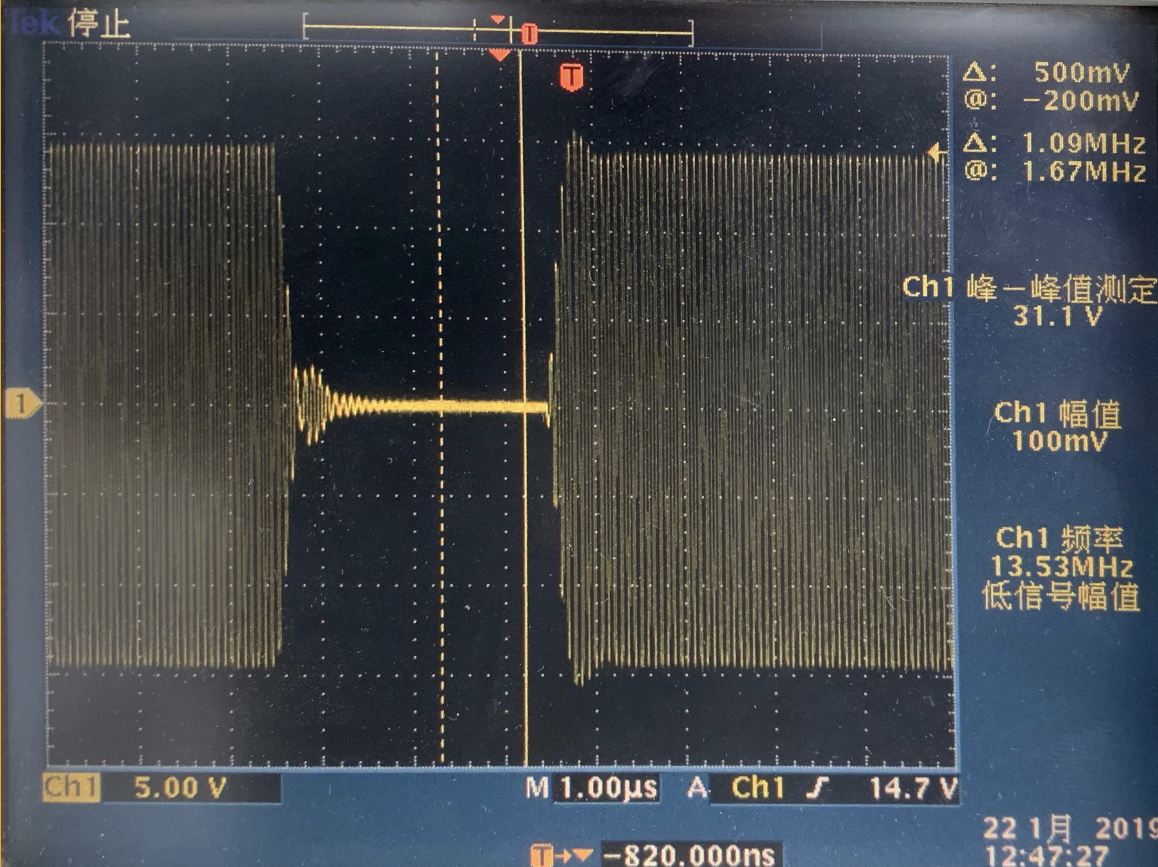 Tek 停止
T
T
Δ: 500mV
@: -200mV
Δ: 1.09MHz
@: 1.67MHz
Ch1 峰-峰值测定
31.1 V
1
Ch1 幅值
100mV
Ch1 频率
13.53MHz
低信号幅值
Ch1 5.00 V M 1.00µs A Ch1 14.7 V
22 1月 2019
12:47:27
T -820.000ns